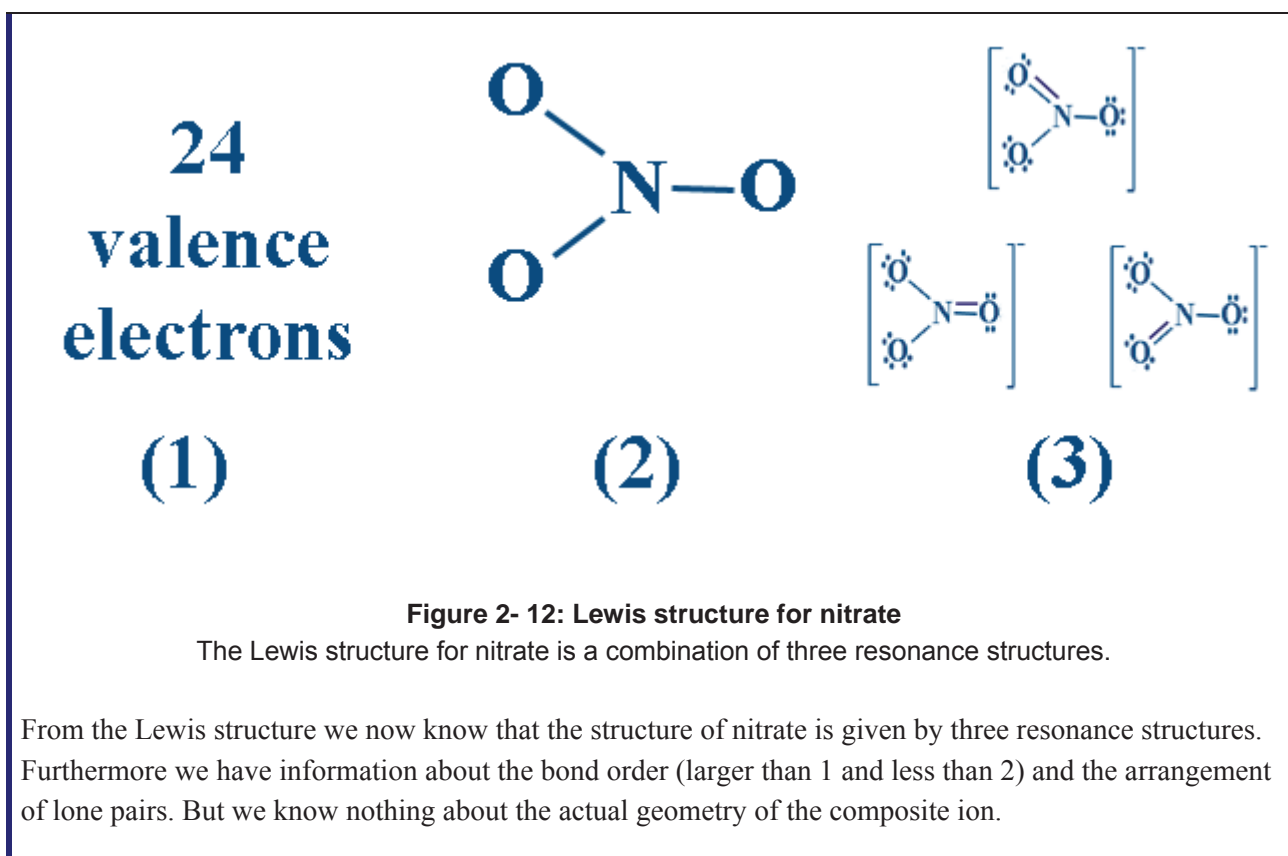 24
valence
electrons
(1)
O
N—O
O
(2)
[O=N—O
O]⁻
[O
N=O
O]⁻
[O
N—O
O]⁻
(3)
Figure 2- 12: Lewis structure for nitrate
The Lewis structure for nitrate is a combination of three resonance structures.
From the Lewis structure we now know that the structure of nitrate is given by three resonance structures.
Furthermore we have information about the bond order (larger than 1 and less than 2) and the arrangement
of lone pairs. But we know nothing about the actual geometry of the composite ion.